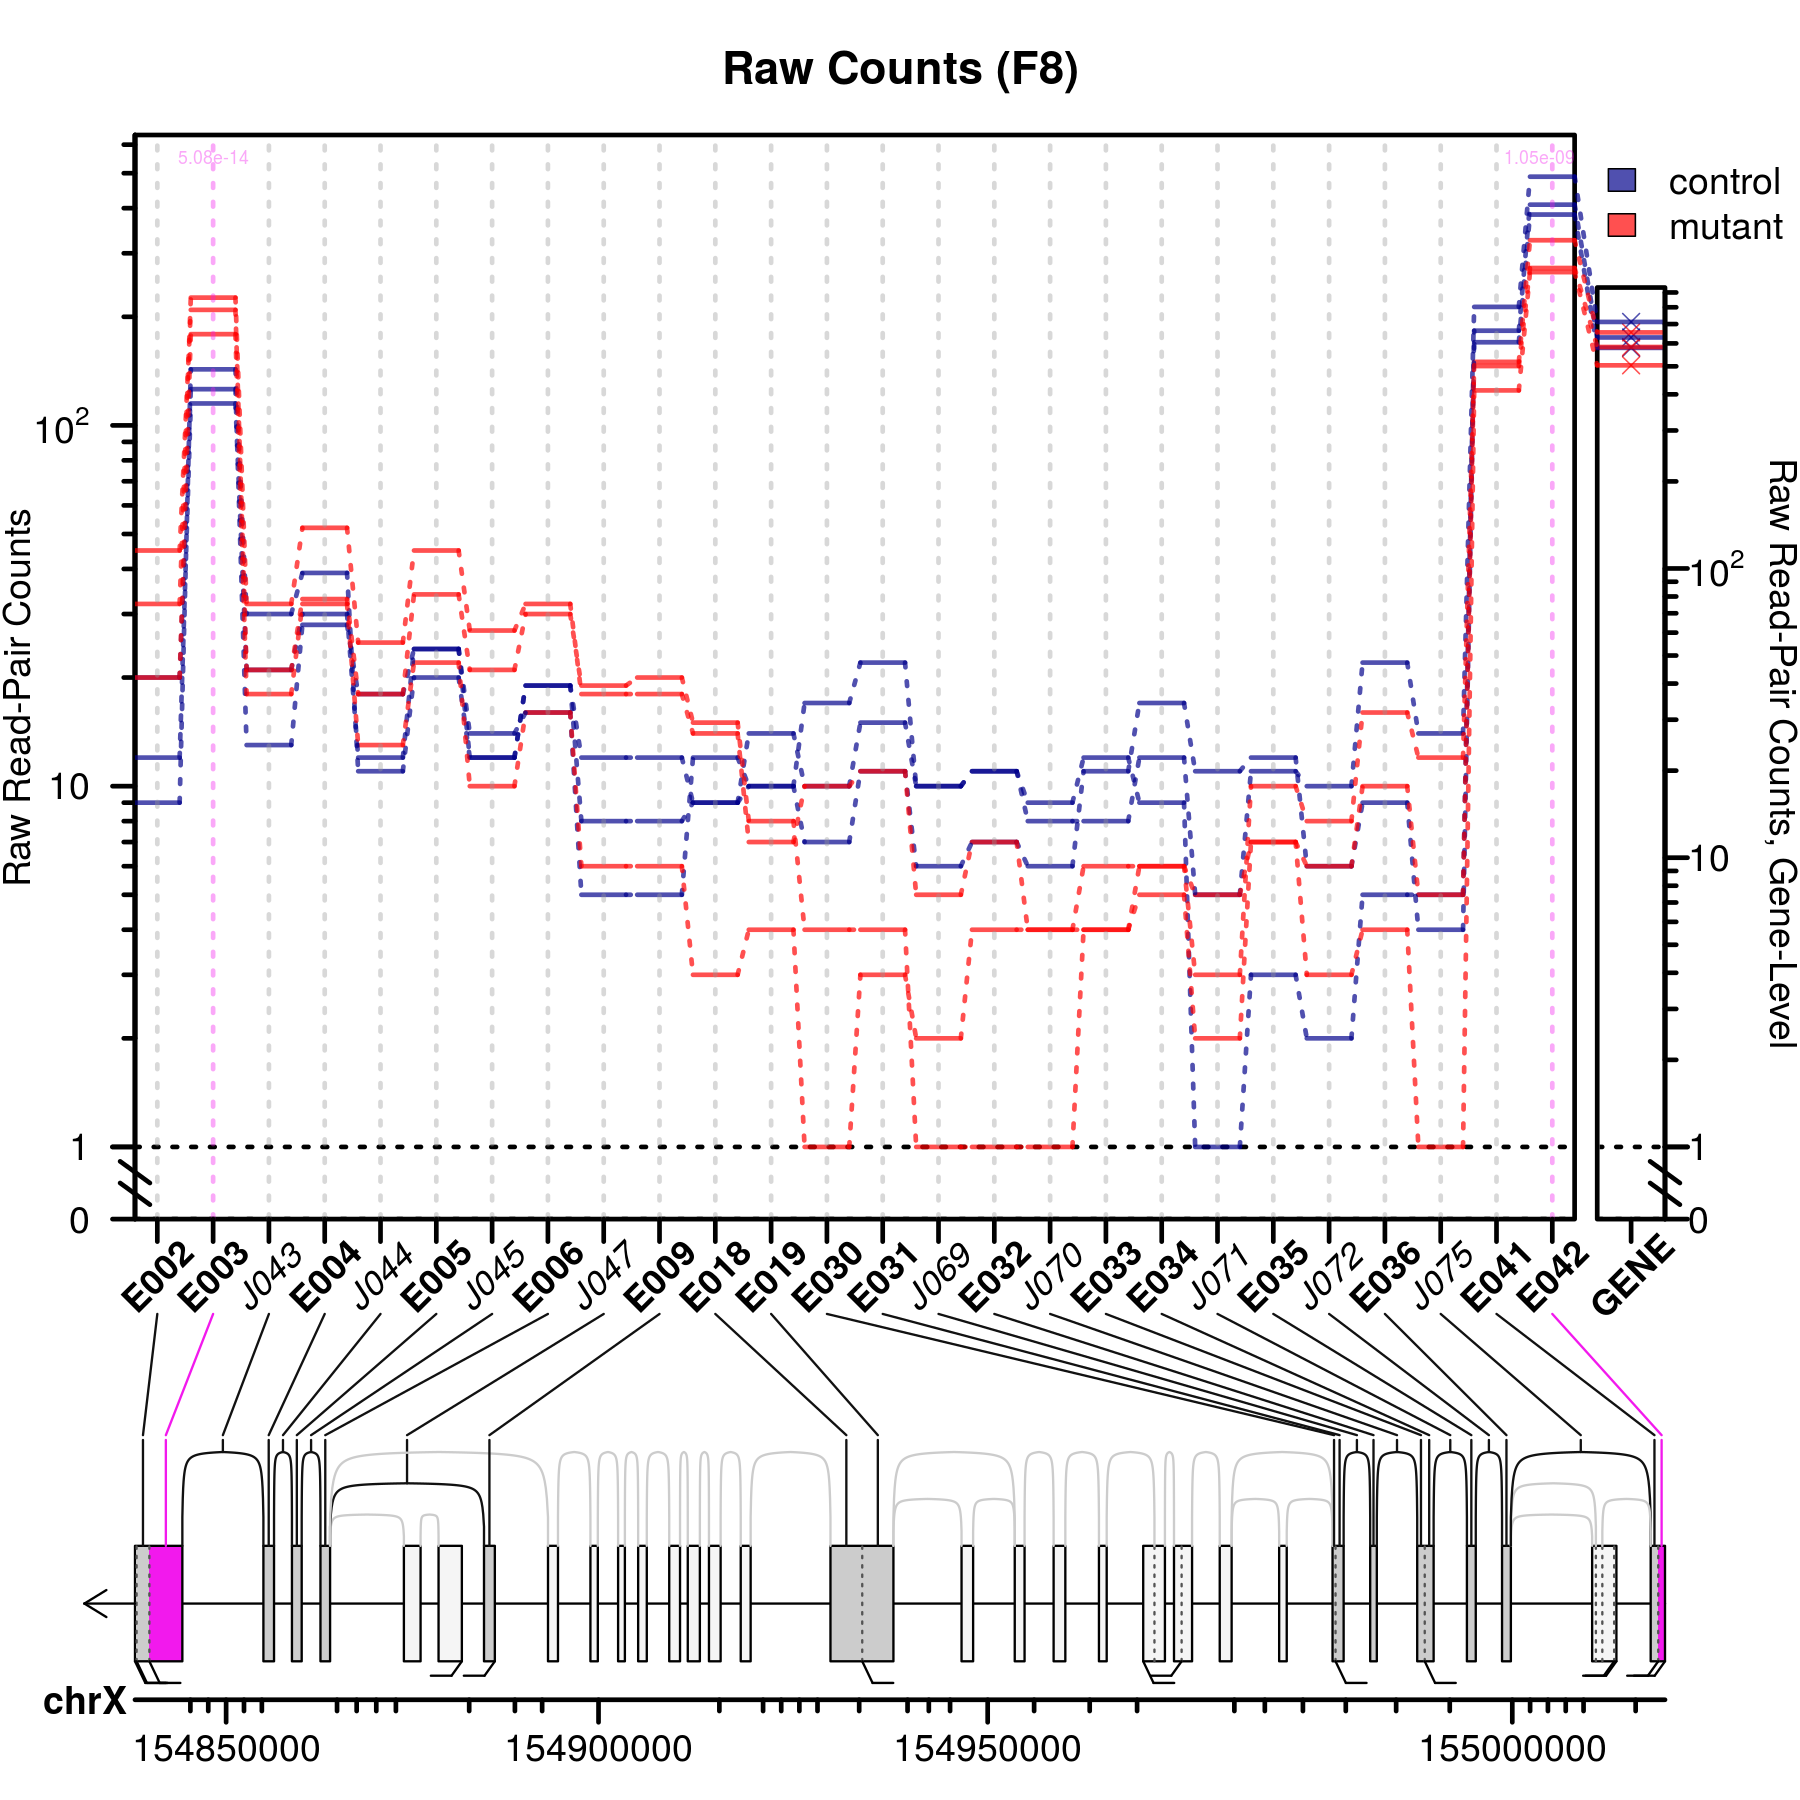 Raw Counts (F8)
5.08e-14
1.05e-09
control
mutant
Raw Read-Pair Counts
10²
10
1
0
10²
10
1
0
Raw Read-Pair Counts, Gene-Level
E002
E003
J043
E004
J044
E005
J045
E006
J047
E009
E018
E019
E030
E031
J069
E032
J070
E033
E034
J071
E035
J072
E036
J075
E041
E042
GENE
chrX
154850000
154900000
154950000
155000000